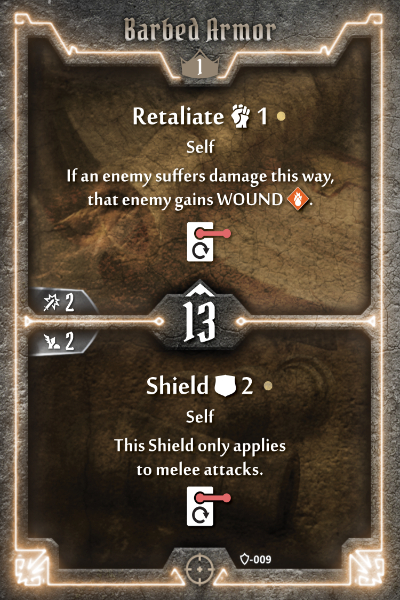 Barbed Armor
1
Retaliate 1
Self
If an enemy suffers damage this way,
that enemy gains WOUND .
2
13
2
Shield 2
Self
This Shield only applies
to melee attacks.
-009